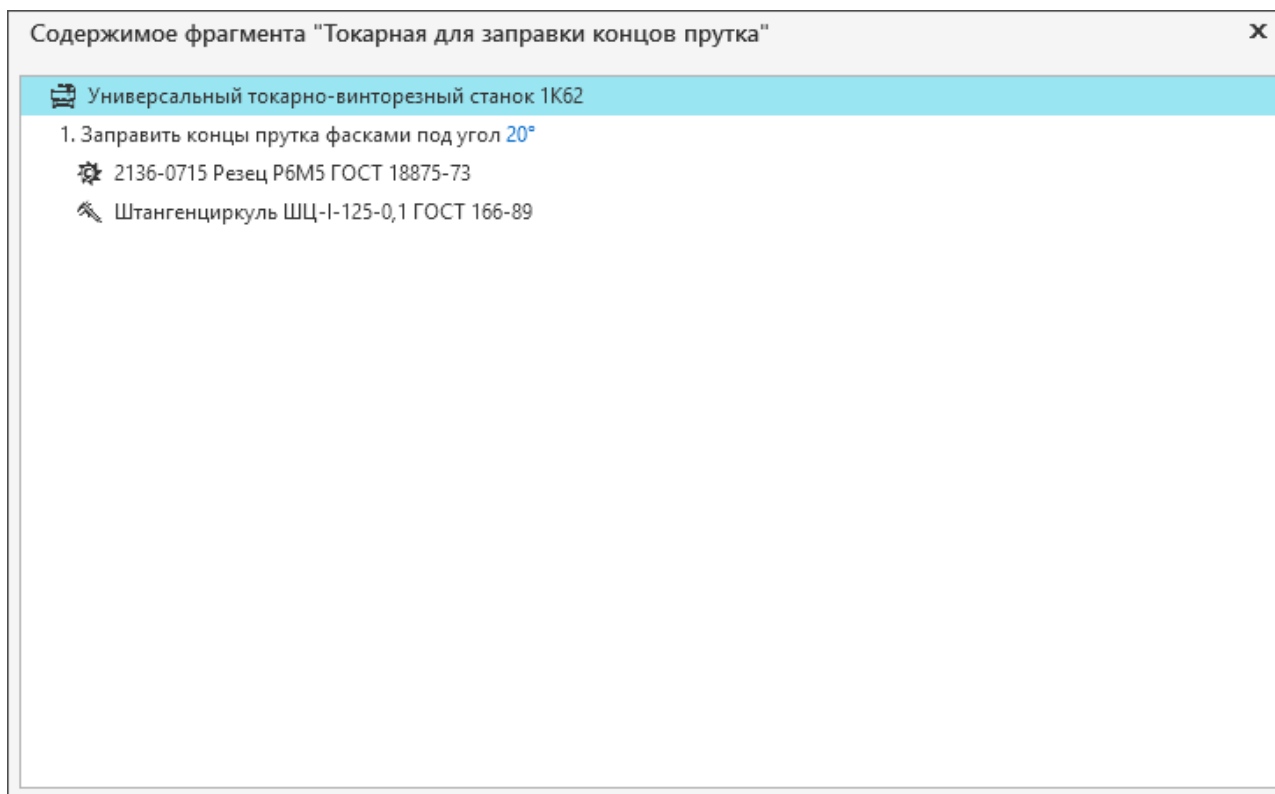 Содержимое фрагмента "Токарная для заправки концов прутка"
x
Универсальный токарно-винторезный станок 1К62
1. Заправить концы прутка фасками под угол 20°
2136-0715 Резец Р6М5 ГОСТ 18875-73
Штангенциркуль ШЦ-I-125-0,1 ГОСТ 166-89